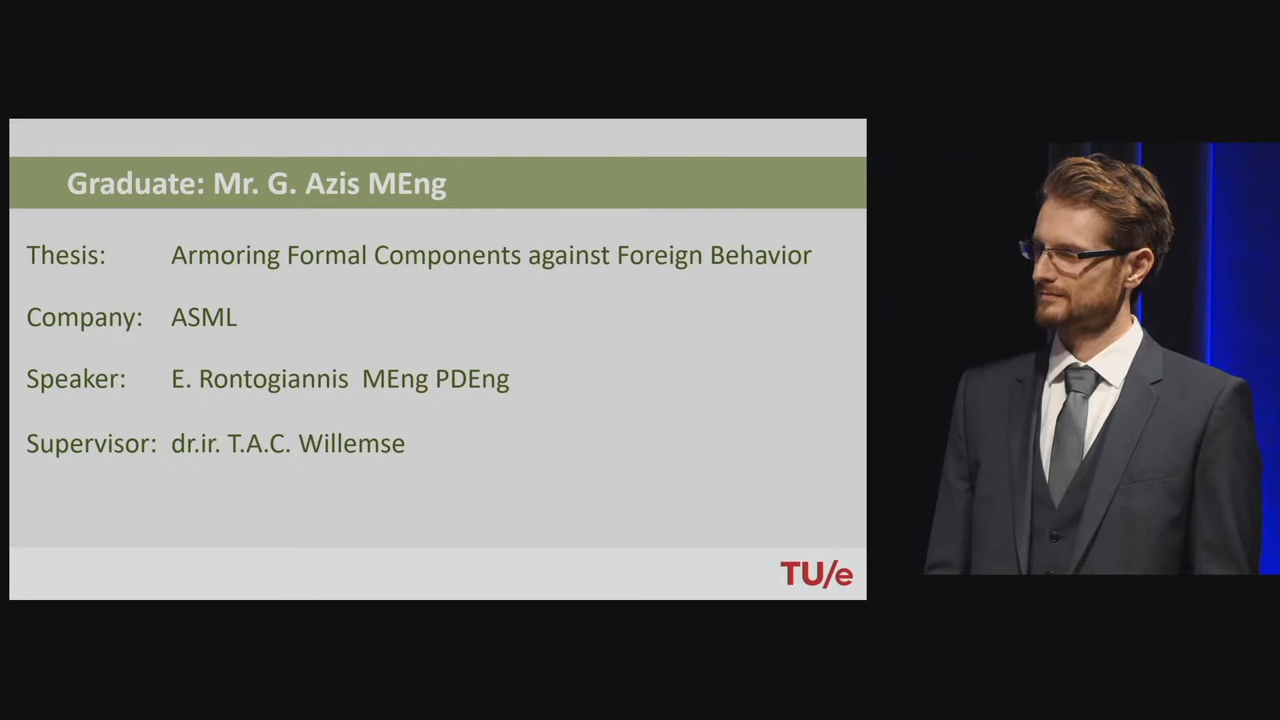 Graduate: Mr. G. Azis MEng
Thesis: Armoring Formal Components against Foreign Behavior
Company: ASML
Speaker: E. Rontogiannis MEng PDEng
Supervisor: dr.ir. T.A.C. Willemse
TU/e